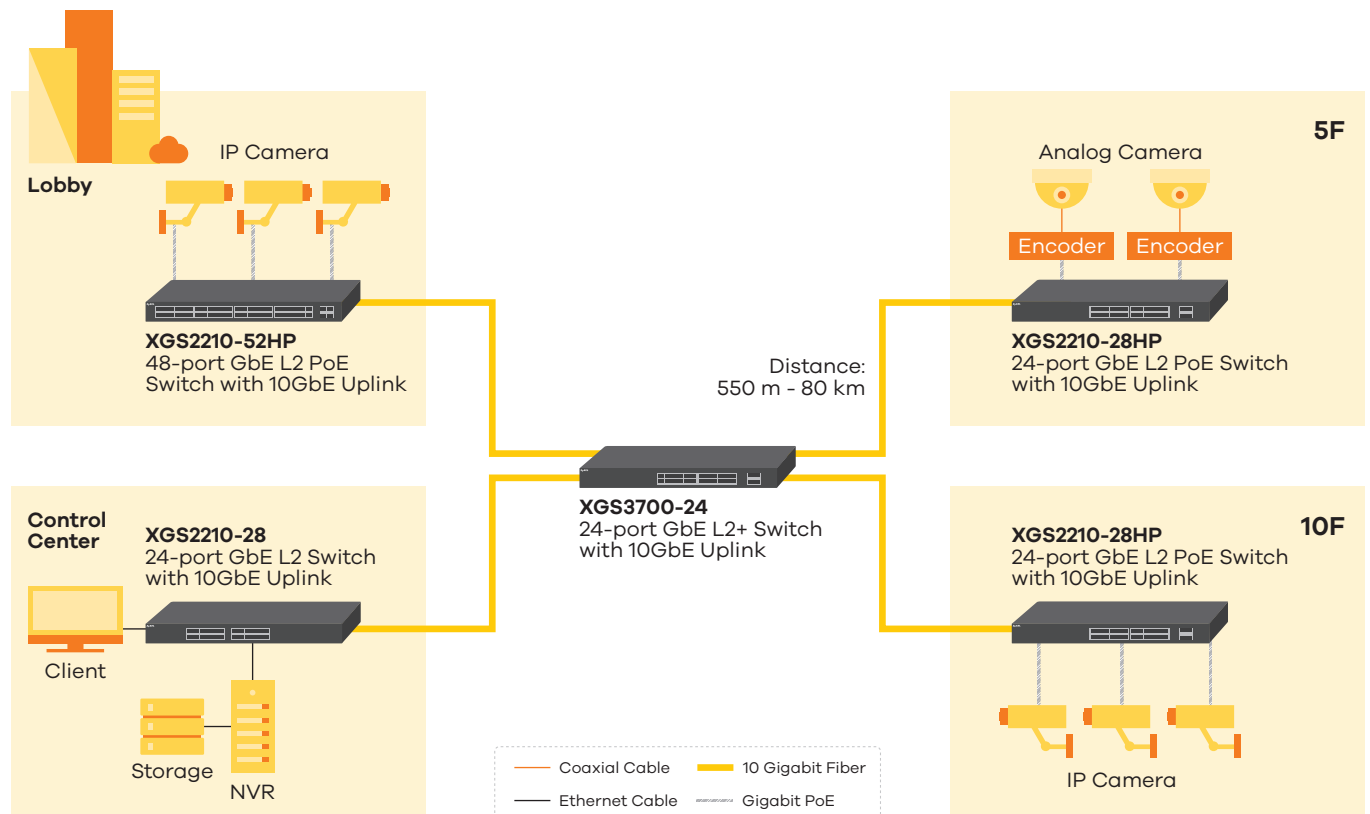 Lobby
IP Camera
XGS2210-52HP
48-port GbE L2 PoE
Switch with 10GbE Uplink
5F
Analog Camera
Encoder
Encoder
XGS2210-28HP
24-port GbE L2 PoE Switch
with 10GbE Uplink
Distance:
550 m - 80 km
XGS3700-24
24-port GbE L2+ Switch
with 10GbE Uplink
Control
Center
XGS2210-28
24-port GbE L2 Switch
with 10GbE Uplink
Client
Storage
NVR
10F
XGS2210-28HP
24-port GbE L2 PoE Switch
with 10GbE Uplink
IP Camera
Coaxial Cable
10 Gigabit Fiber
Ethernet Cable
Gigabit PoE